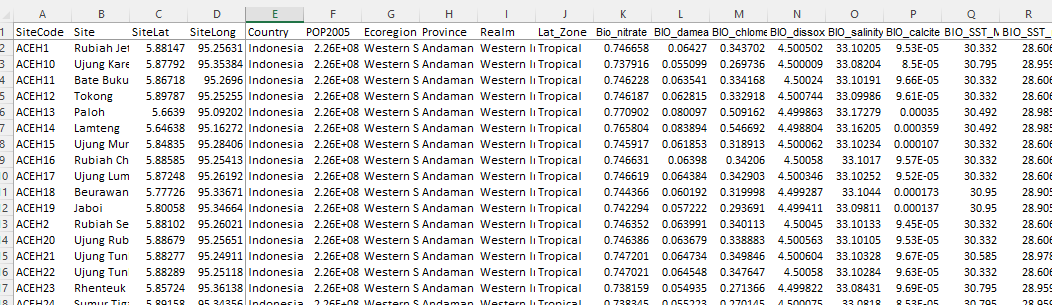 A B C D E F G H I J K L M N O P Q R
1 SiteCode Site SiteLat SiteLong Country POP2005 Ecoregion Province Realm Lat_Zone Bio_nitrate BIO_damea BIO_chlome BIO_dissox BIO_salinity BIO_calcite BIO_SST_M BIO_SST_
2 ACEH1 Rubiah Jet 5.88147 95.25631 Indonesia 2.26E+08 Western S Andaman Western I Tropical 0.746658 0.06427 0.343702 4.500502 33.10205 9.53E-05 30.332 28.606
3 ACEH10 Ujung Kare 5.87792 95.35384 Indonesia 2.26E+08 Western S Andaman Western I Tropical 0.737916 0.055099 0.269736 4.500009 33.08204 8.5E-05 30.795 28.959
4 ACEH11 Bate Buku 5.86718 95.2696 Indonesia 2.26E+08 Western S Andaman Western I Tropical 0.746228 0.063541 0.334168 4.50024 33.10191 9.66E-05 30.332 28.606
5 ACEH12 Tokong 5.89787 95.25255 Indonesia 2.26E+08 Western S Andaman Western I Tropical 0.746187 0.062815 0.332918 4.500744 33.09986 9.61E-05 30.332 28.606
6 ACEH13 Paloh 5.6639 95.09202 Indonesia 2.26E+08 Western S Andaman Western I Tropical 0.770902 0.080097 0.509162 4.499863 33.17279 0.00035 30.492 28.985
7 ACEH14 Lamteng 5.64638 95.16272 Indonesia 2.26E+08 Western S Andaman Western I Tropical 0.765804 0.083894 0.546692 4.498804 33.16205 0.000359 30.492 28.985
8 ACEH15 Ujung Mur 5.84835 95.28406 Indonesia 2.26E+08 Western S Andaman Western I Tropical 0.745917 0.061853 0.318913 4.500062 33.10234 0.000107 30.332 28.606
9 ACEH16 Rubiah Ch 5.88585 95.25413 Indonesia 2.26E+08 Western S Andaman Western I Tropical 0.746631 0.06398 0.34206 4.50058 33.1017 9.57E-05 30.332 28.606
0 ACEH17 Ujung Lum 5.87248 95.26192 Indonesia 2.26E+08 Western S Andaman Western I Tropical 0.746619 0.064384 0.342903 4.500346 33.10252 9.52E-05 30.332 28.606
1 ACEH18 Beurawan 5.77726 95.33671 Indonesia 2.26E+08 Western S Andaman Western I Tropical 0.744366 0.060192 0.319998 4.499287 33.1044 0.000173 30.95 28.905
2 ACEH19 Jaboi 5.80058 95.34664 Indonesia 2.26E+08 Western S Andaman Western I Tropical 0.742294 0.057222 0.293691 4.499411 33.09811 0.000137 30.95 28.905
3 ACEH2 Rubiah Se 5.88102 95.26021 Indonesia 2.26E+08 Western S Andaman Western I Tropical 0.746352 0.063991 0.340113 4.50045 33.10133 9.45E-05 30.332 28.606
4 ACEH20 Ujung Rub 5.88679 95.25651 Indonesia 2.26E+08 Western S Andaman Western I Tropical 0.746386 0.063679 0.338883 4.500563 33.10105 9.53E-05 30.332 28.606
5 ACEH21 Ujung Tun 5.88277 95.24911 Indonesia 2.26E+08 Western S Andaman Western I Tropical 0.747201 0.064734 0.349846 4.500604 33.10328 9.67E-05 30.585 28.978
6 ACEH22 Ujung Tun 5.88289 95.25118 Indonesia 2.26E+08 Western S Andaman Western I Tropical 0.747021 0.064548 0.347647 4.50058 33.10284 9.63E-05 30.332 28.606
7 ACEH23 Rhenteuk 5.85724 95.36138 Indonesia 2.26E+08 Western S Andaman Western I Tropical 0.738159 0.054935 0.271366 4.499822 33.08431 9.69E-05 30.795 28.959
8 ACEH24 Sumur Tig 5.89158 95.34356 Indonesia 2.26E+08 Western S Andaman Western I Tropical 0.738345 0.055223 0.270145 4.500075 33.0818 8.53E-05 30.795 28.959